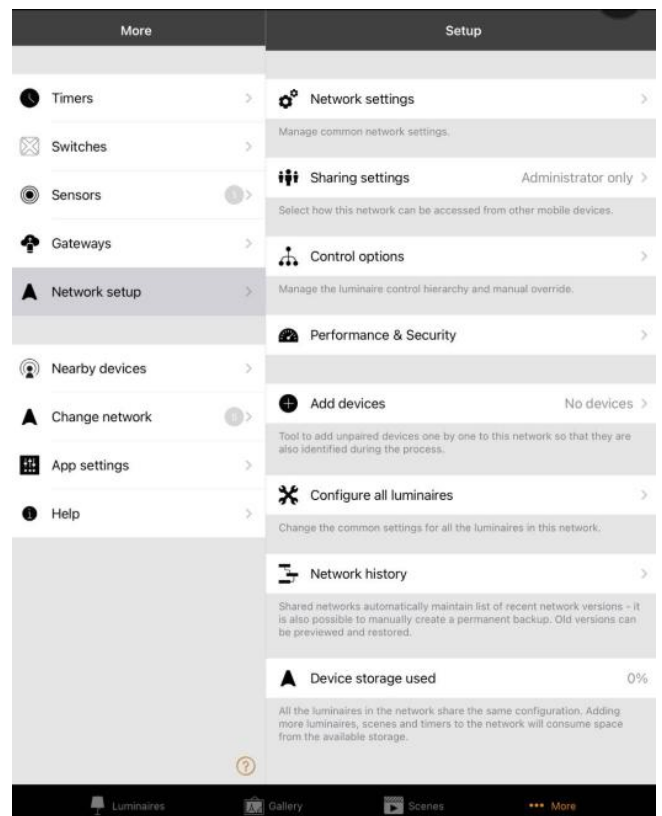 More
Timers
Switches
Sensors
Gateways
Network setup
Nearby devices
Change network
App settings
Help
Setup
Network settings
Manage common network settings.
Sharing settings
Administrator only
Select how this network can be accessed from other mobile devices.
Control options
Manage the luminaire control hierarchy and manual override.
Performance & Security
Add devices
No devices
Tool to add unpaired devices one by one to this network so that they are
also identified during the process.
Configure all luminaires
Change the common settings for all the luminaires in this network.
Network history
Shared networks automatically maintain list of recent network versions – it
is also possible to manually create a permanent backup. Old versions can
be previewed and restored.
Device storage used
0%
All the luminaires in the network share the same configuration. Adding
more luminaires, scenes and timers to the network will consume space
from the available storage.
?
Luminaires
Gallery
Scenes
More